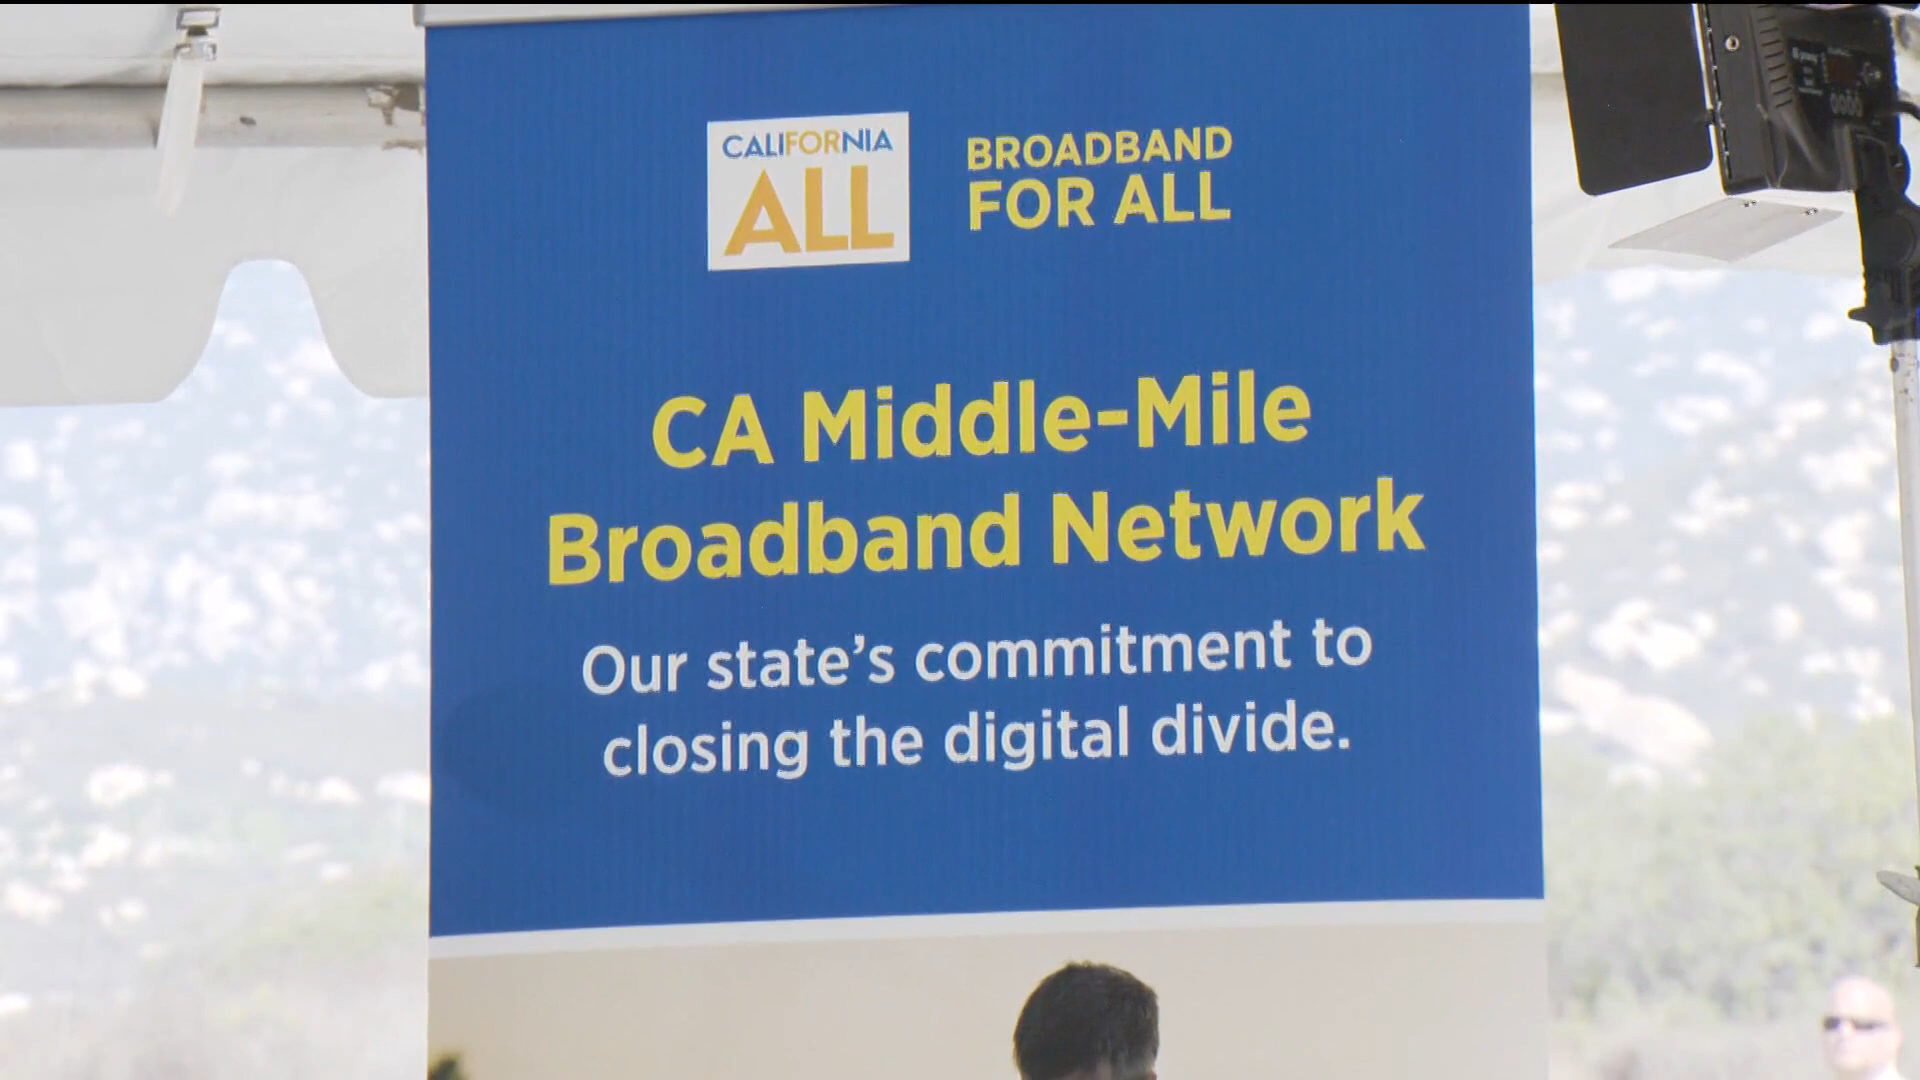 CALIFORNIA
ALL
BROADBAND
FOR ALL
CA Middle-Mile
Broadband Network
Our state's commitment to
closing the digital divide.